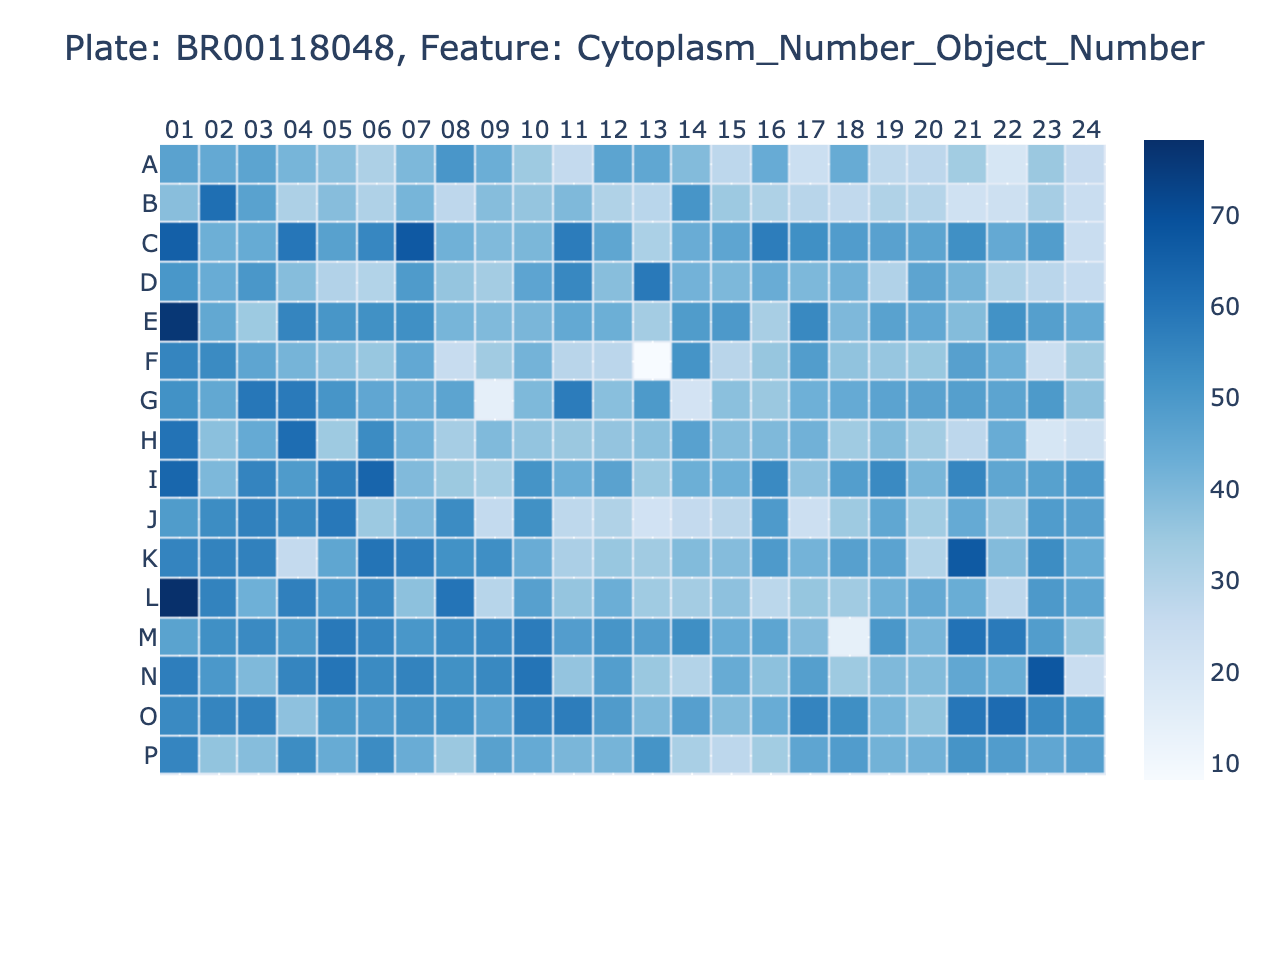 Plate: BR00118048, Feature: Cytoplasm_Number_Object_Number
01 02 03 04 05 06 07 08 09 10 11 12 13 14 15 16 17 18 19 20 21 22 23 24
A
B
C
D
E
F
G
H
I
J
K
L
M
N
O
P
70
60
50
40
30
20
10